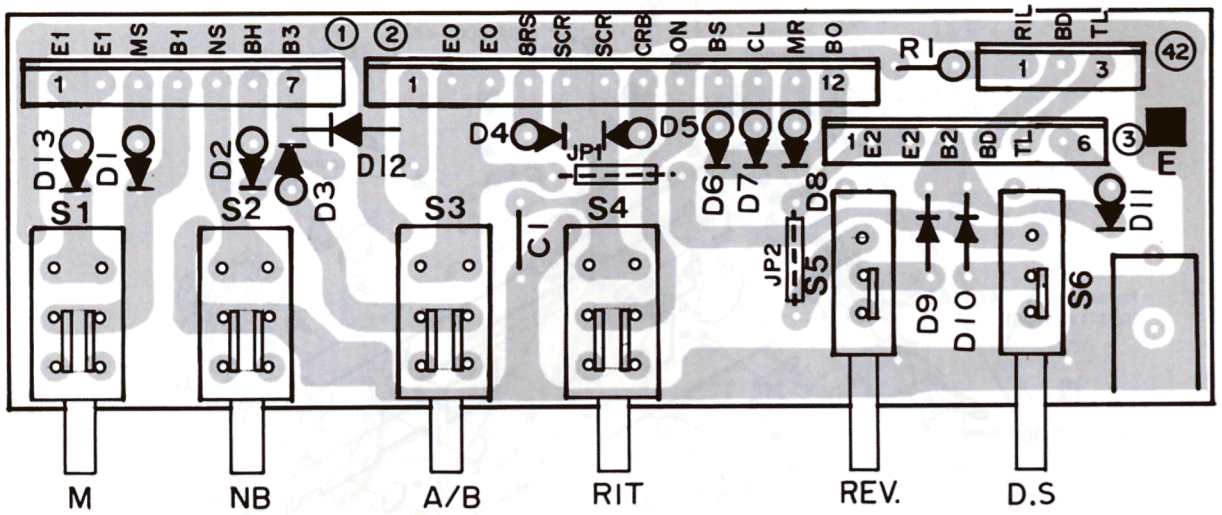 E1 E1 MS B1 NS BH B3 1
2 E0 E0 BRS SCR SCR CRB ON BS CL MR B0
R1
RIL BD TL 42
1 7
1 12
1 3
D13 D1 D2 D3 D12
D4 JP1 D5
D6 D7 D8
1 E2 E2 B2 BD TL 6 3
E
S1 S2 S3 S4
C1
JP2 S5
D9 D10
S6
D11
M NB A/B RIT REV. D.S